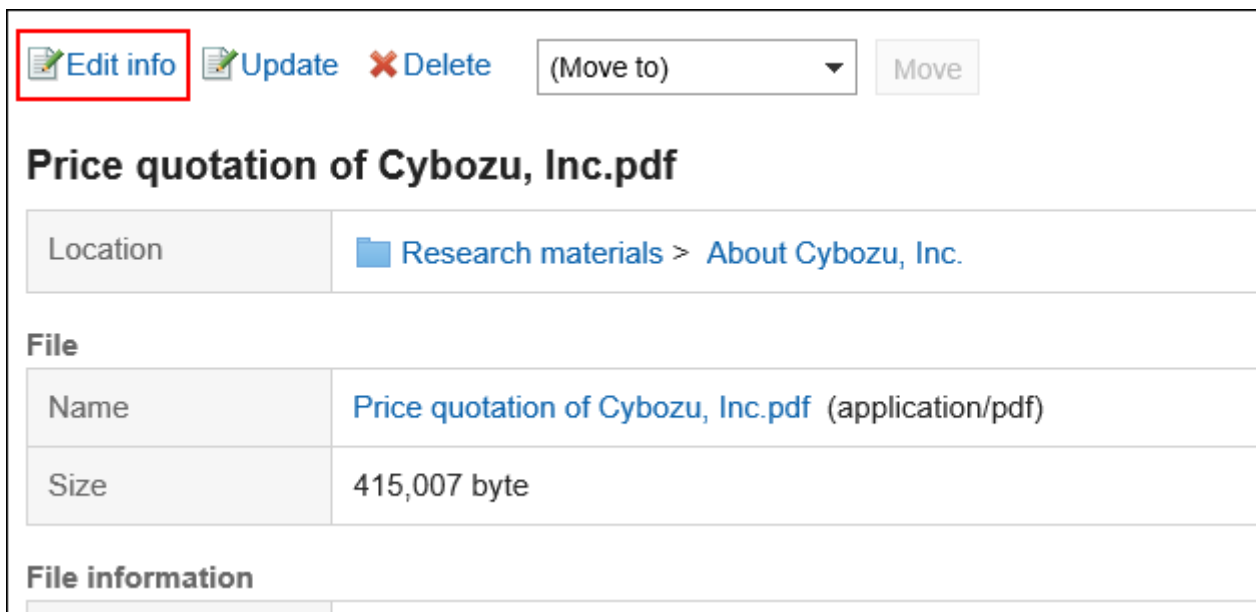 Edit info Update Delete (Move to) Move
Price quotation of Cybozu, Inc.pdf
Location Research materials > About Cybozu, Inc.
File
Name Price quotation of Cybozu, Inc.pdf (application/pdf)
Size 415,007 byte
File information